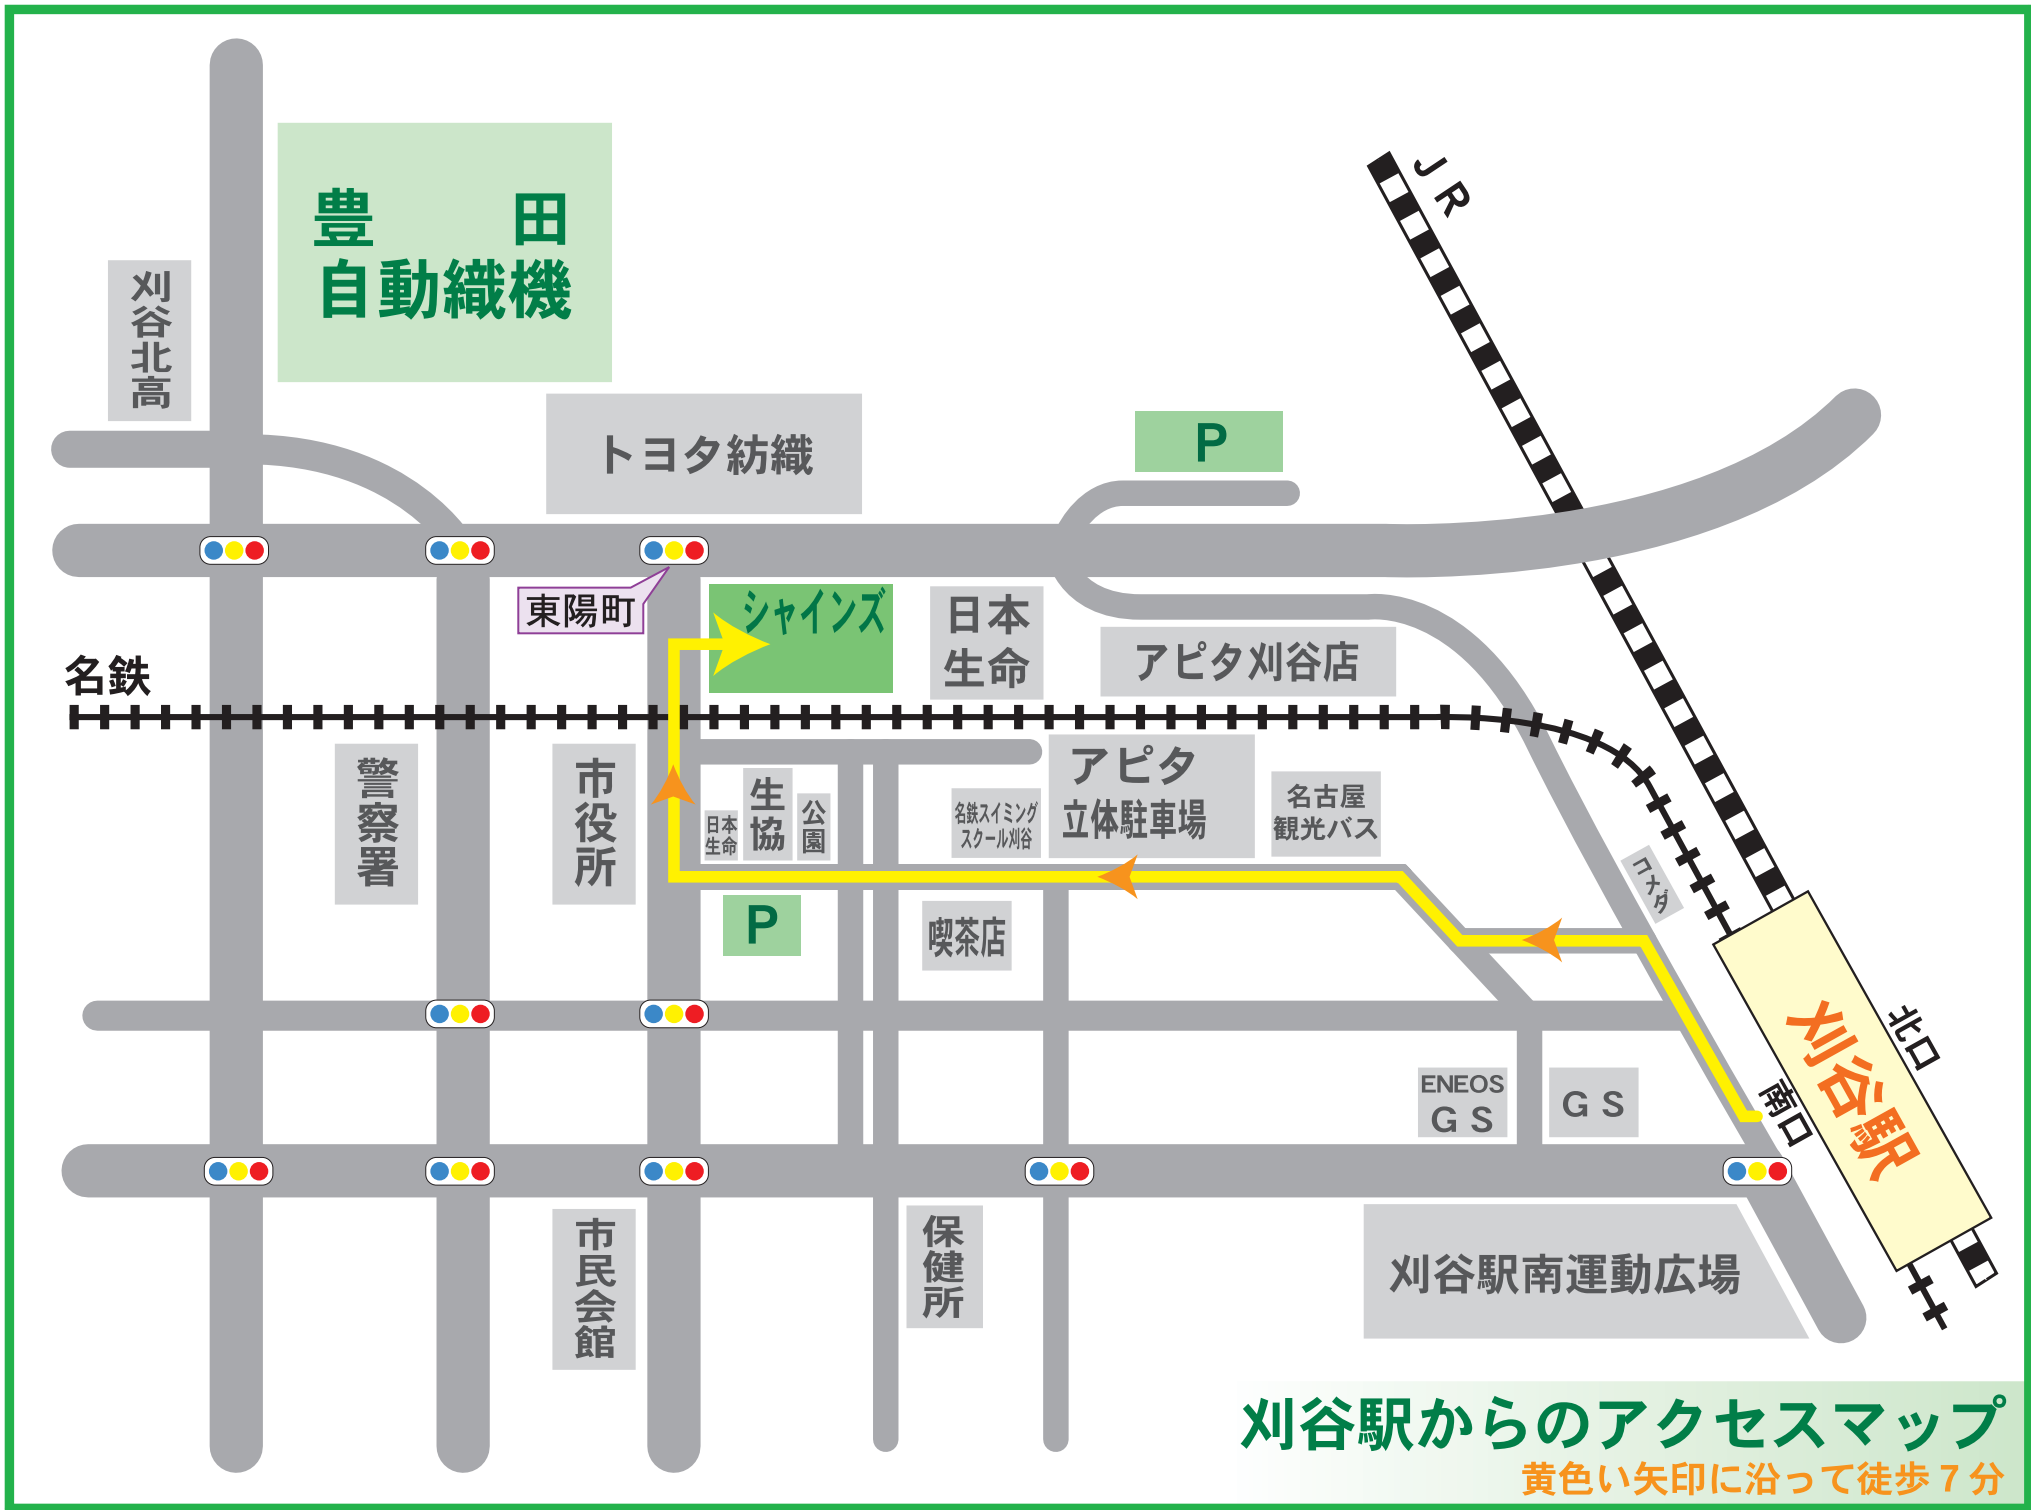 豊　田
自動織機
JR
刈谷北高
トヨタ紡織
P
東陽町
シャインズ
日本
生命
アピタ刈谷店
名鉄
警察署
市役所
日本
生命
生協
公園
名鉄スイミング
スクール刈谷
アピタ
立体駐車場
名古屋
観光バス
コメダ
P
喫茶店
刈谷駅
北口
南口
ENEOS
GS
GS
市民会館
保健所
刈谷駅南運動広場
刈谷駅からのアクセスマップ
黄色い矢印に沿って徒歩７分